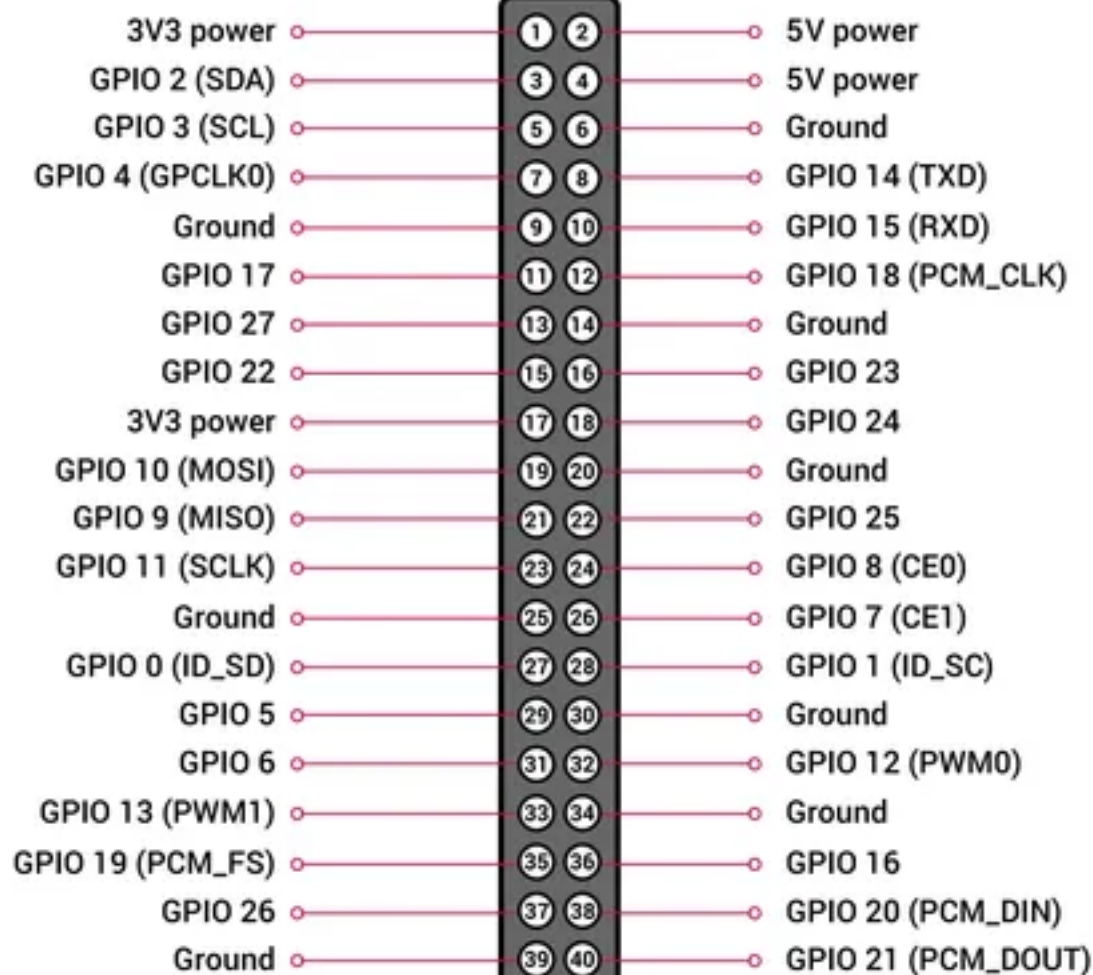 3V3 power 1 2 5V power
GPIO 2 (SDA) 3 4 5V power
GPIO 3 (SCL) 5 6 Ground
GPIO 4 (GPCLK0) 7 8 GPIO 14 (TXD)
Ground 9 10 GPIO 15 (RXD)
GPIO 17 11 12 GPIO 18 (PCM_CLK)
GPIO 27 13 14 Ground
GPIO 22 15 16 GPIO 23
3V3 power 17 18 GPIO 24
GPIO 10 (MOSI) 19 20 Ground
GPIO 9 (MISO) 21 22 GPIO 25
GPIO 11 (SCLK) 23 24 GPIO 8 (CE0)
Ground 25 26 GPIO 7 (CE1)
GPIO 0 (ID_SD) 27 28 GPIO 1 (ID_SC)
GPIO 5 29 30 Ground
GPIO 6 31 32 GPIO 12 (PWM0)
GPIO 13 (PWM1) 33 34 Ground
GPIO 19 (PCM_FS) 35 36 GPIO 16
GPIO 26 37 38 GPIO 20 (PCM_DIN)
Ground 39 40 GPIO 21 (PCM_DOUT)